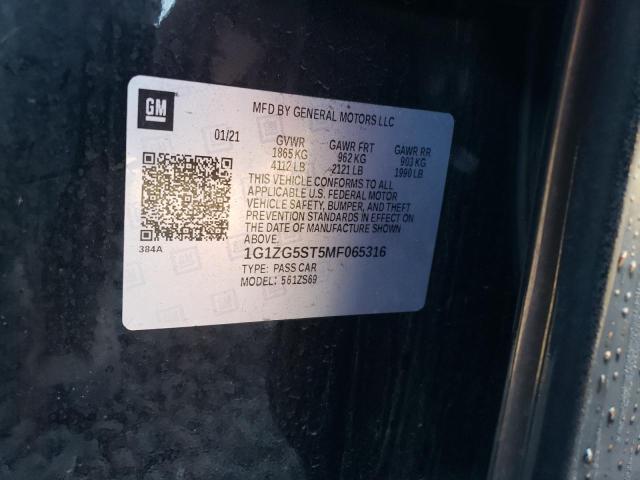 GM
MFD BY GENERAL MOTORS LLC
01/21
GVWR GAWR FRT GAWR RR
1865 KG 962 KG 903 KG
4112 LB 2121 LB 1990 LB
THIS VEHICLE CONFORMS TO ALL
APPLICABLE U.S. FEDERAL MOTOR
VEHICLE SAFETY, BUMPER, AND THEFT
PREVENTION STANDARDS IN EFFECT ON
THE DATE OF MANUFACTURE SHOWN
ABOVE.
384A
1G1ZG5ST5MF065316
TYPE: PASS CAR
MODEL: 561ZS69